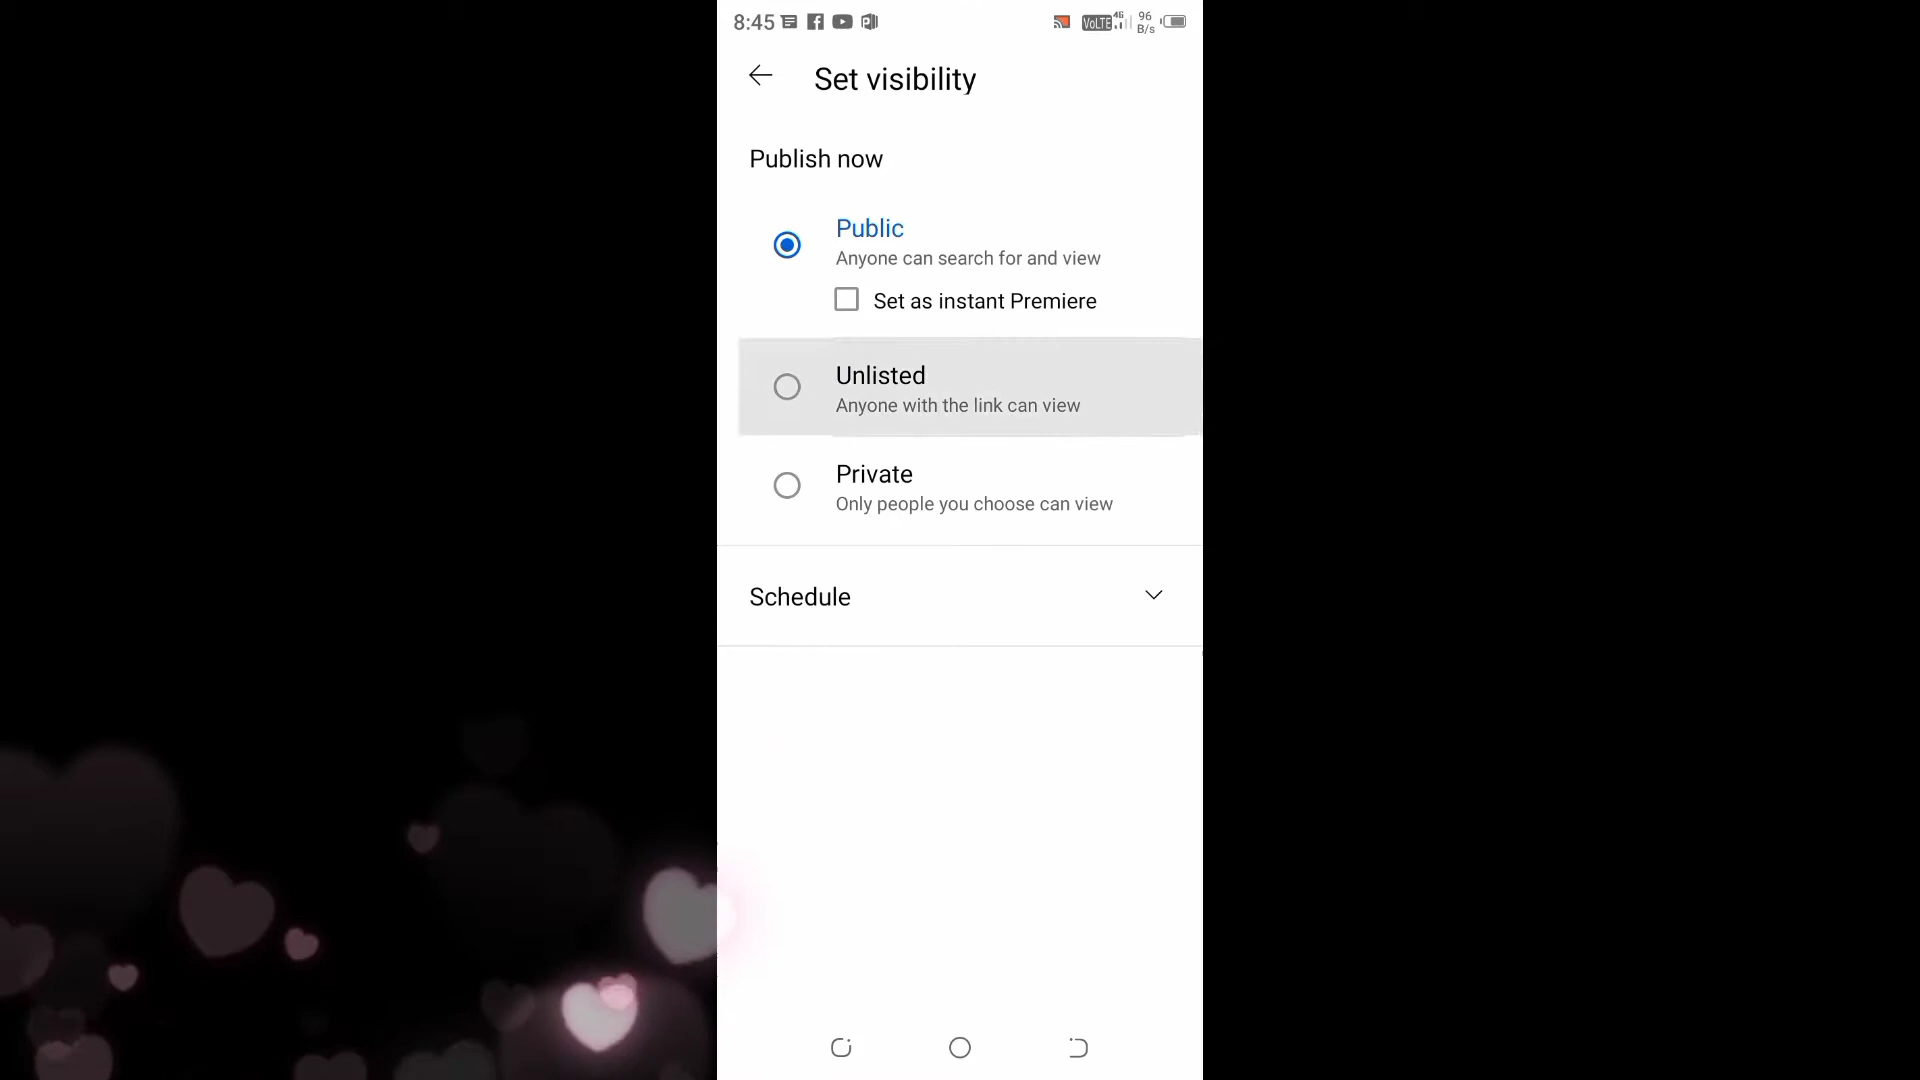 8:45 VoLTE 4G 96 B/s
Set visibility
Publish now
Public
Anyone can search for and view
Set as instant Premiere
Unlisted
Anyone with the link can view
Private
Only people you choose can view
Schedule